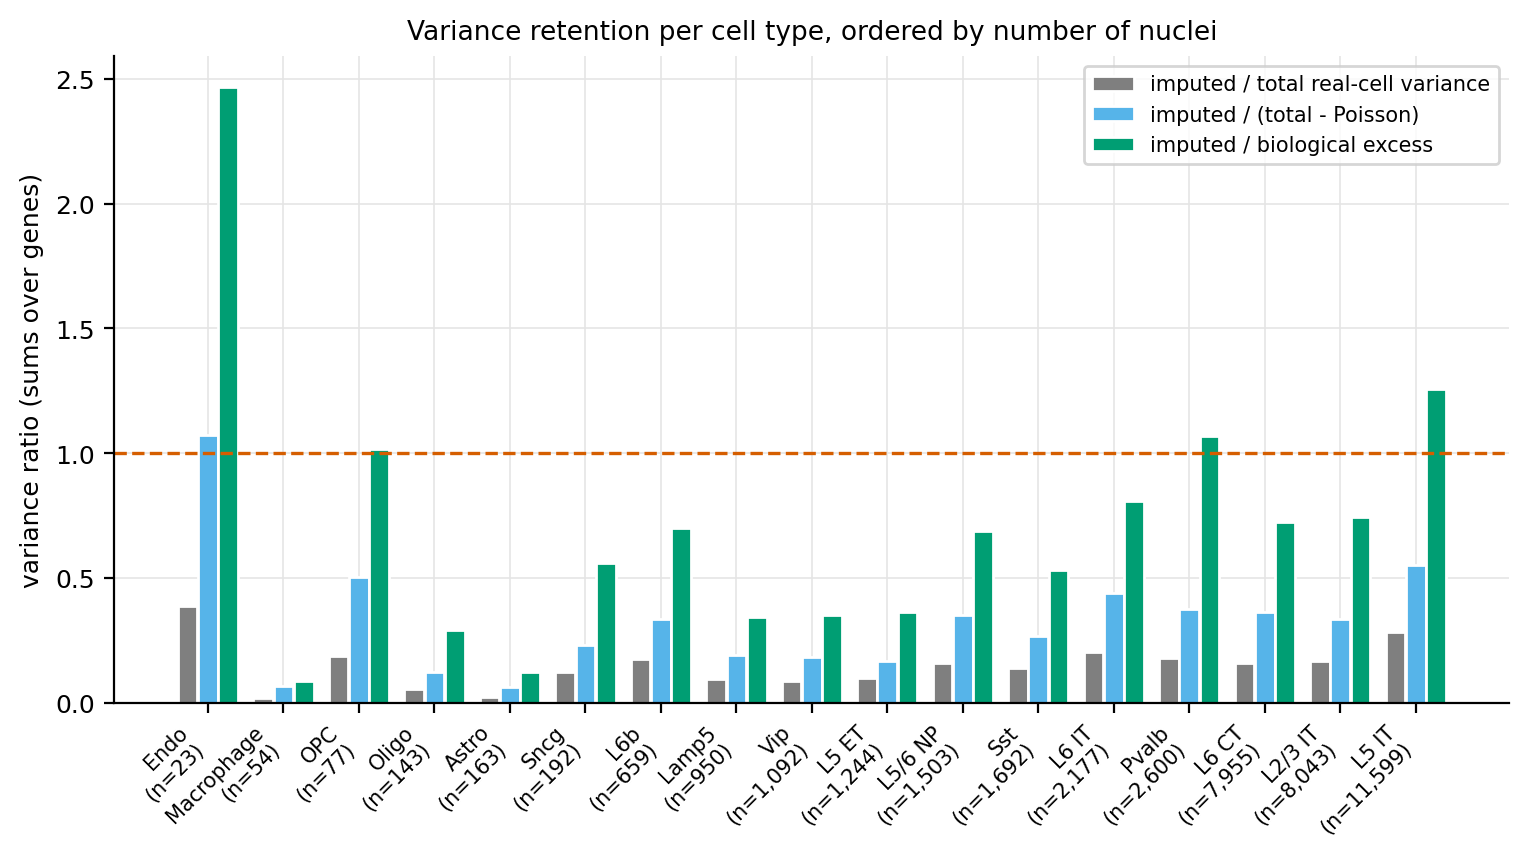 Variance retention per cell type, ordered by number of nuclei
imputed / total real-cell variance
imputed / (total - Poisson)
imputed / biological excess
variance ratio (sums over genes)
2.5
2.0
1.5
1.0
0.5
0.0
Endo
(n=23)
Macrophage
(n=54)
OPC
(n=77)
Oligo
(n=143)
Astro
(n=163)
Sncg
(n=192)
L6b
(n=659)
Lamp5
(n=950)
Vip
(n=1,092)
L5 ET
(n=1,244)
L5/6 NP
(n=1,503)
Sst
(n=1,692)
L6 IT
(n=2,177)
Pvalb
(n=2,600)
L6 CT
(n=7,955)
L2/3 IT
(n=8,043)
L5 IT
(n=11,599)